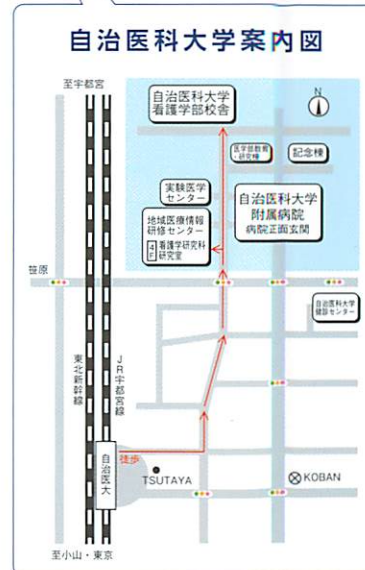 自治医科大学案内図
至宇都宮
自治医科大学
看護学部校舎
N
医学部教育
・研究棟
記念棟
実験医学
センター
地域医療情報
研修センター
4F 看護学研究科
研究室
自治医科大学
附属病院
病院正面玄関
笹原
自治医科大学
健診センター
東北新幹線
JR宇都宮線
自治医大
徒歩
TSUTAYA
KOBAN
至小山・東京